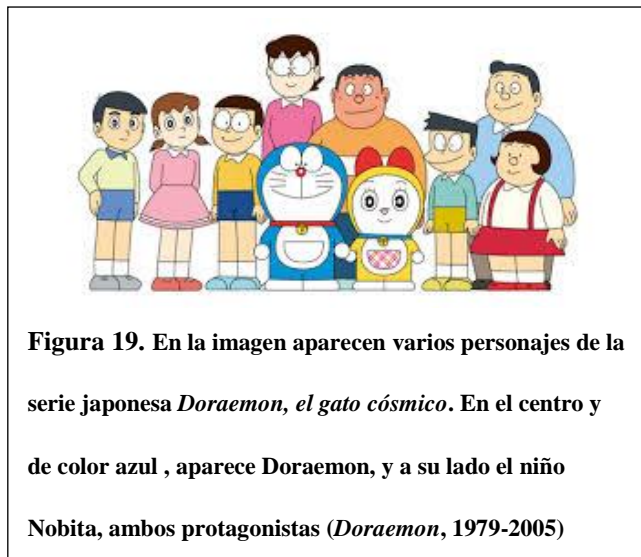 Figura 19. En la imagen aparecen varios personajes de la
serie japonesa Doraemon, el gato cósmico. En el centro y
de color azul , aparece Doraemon, y a su lado el niño
Nobita, ambos protagonistas (Doraemon, 1979-2005)